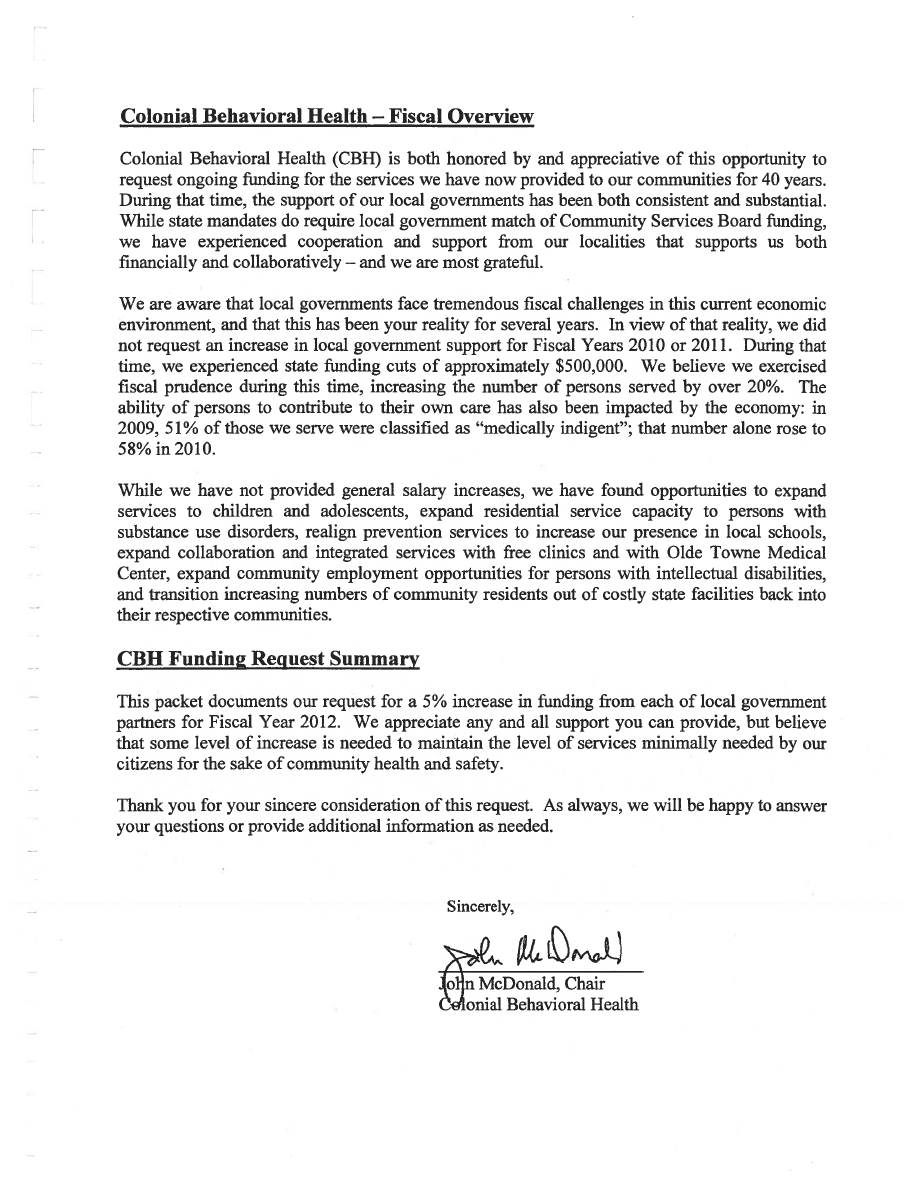 Colonial Behavioral Health – Fiscal Overview
Colonial Behavioral Health (CBH) is both honored by and appreciative of this opportunity to
request ongoing funding for the services we have now provided to our communities for 40 years.
During that time, the support of our local governments has been both consistent and substantial.
While state mandates do require local government match of Community Services Board funding,
we have experienced cooperation and support from our localities that supports us both
financially and collaboratively – and we are most grateful.
We are aware that local governments face tremendous fiscal challenges in this current economic
environment, and that this has been your reality for several years. In view of that reality, we did
not request an increase in local government support for Fiscal Years 2010 or 2011. During that
time, we experienced state funding cuts of approximately $500,000. We believe we exercised
fiscal prudence during this time, increasing the number of persons served by over 20%. The
ability of persons to contribute to their own care has also been impacted by the economy: in
2009, 51% of those we serve were classified as “medically indigent”; that number alone rose to
58% in 2010.
While we have not provided general salary increases, we have found opportunities to expand
services to children and adolescents, expand residential service capacity to persons with
substance use disorders, realign prevention services to increase our presence in local schools,
expand collaboration and integrated services with free clinics and with Olde Towne Medical
Center, expand community employment opportunities for persons with intellectual disabilities,
and transition increasing numbers of community residents out of costly state facilities back into
their respective communities.
CBH Funding Request Summary
This packet documents our request for a 5% increase in funding from each of local government
partners for Fiscal Year 2012. We appreciate any and all support you can provide, but believe
that some level of increase is needed to maintain the level of services minimally needed by our
citizens for the sake of community health and safety.
Thank you for your sincere consideration of this request. As always, we will be happy to answer
your questions or provide additional information as needed.
Sincerely,
John McDonald
John McDonald, Chair
Colonial Behavioral Health